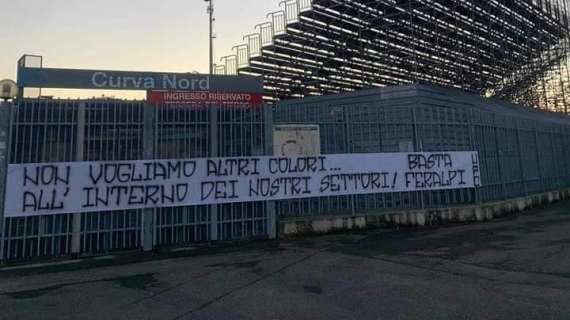 Curva Nord
INGRESSO RISERVATO
NON VOGLIAMO ALTRI COLORI... BASTA
ALL' INTERNO DEI NOSTRI SETTORI! FERALPI